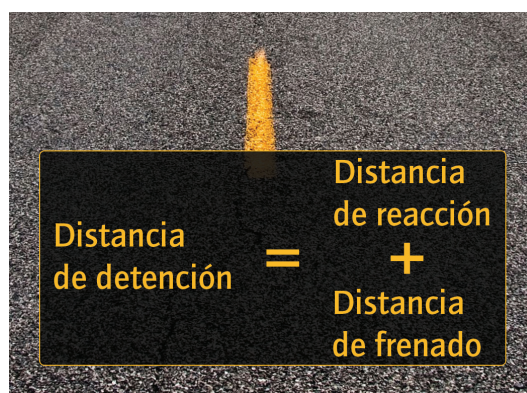 Distancia
de detención
=
Distancia
de reacción
+
Distancia
de frenado